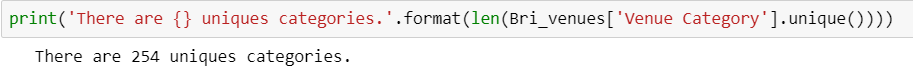 print('There are {} uniques categories.'.format(len(Bri_venues['Venue Category'].unique())))
There are 254 uniques categories.